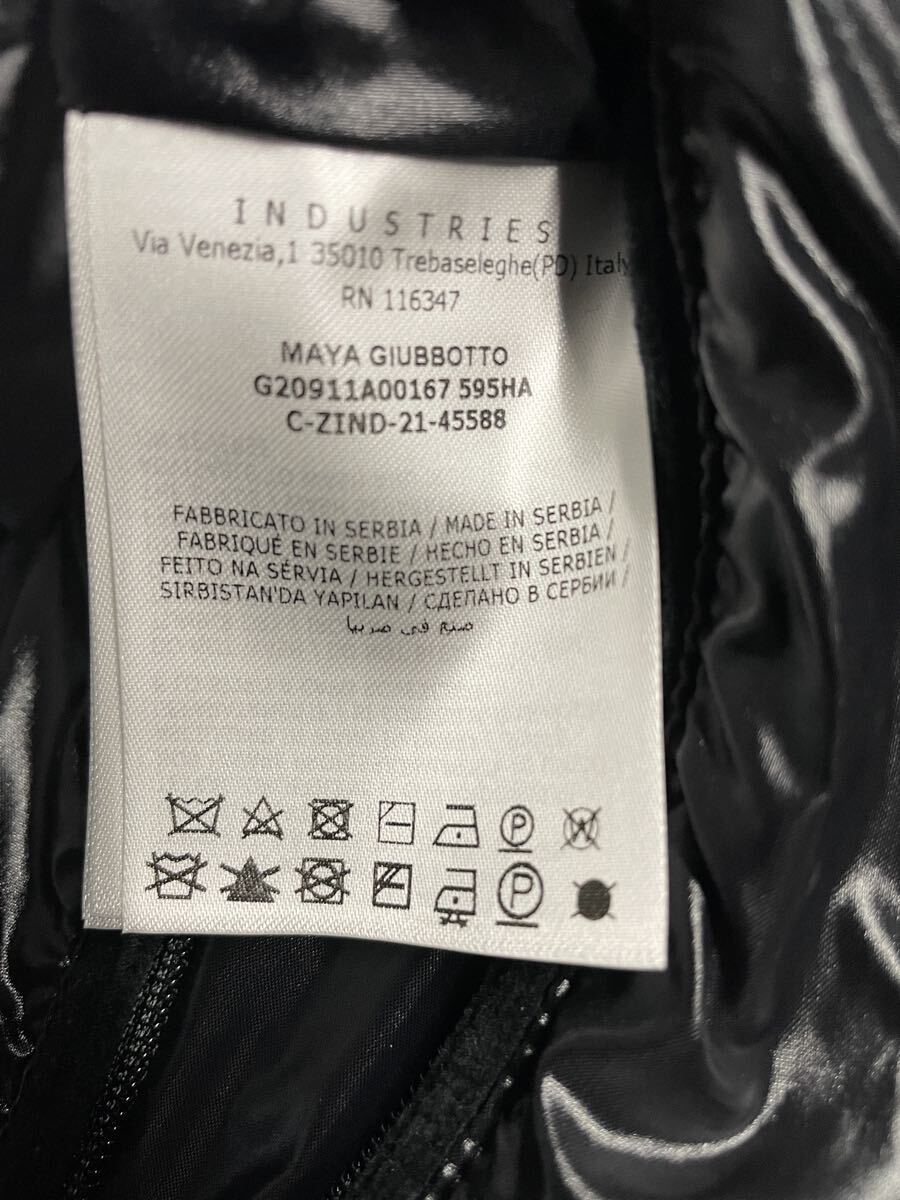 INDUSTRIES
Via Venezia,1 35010 Trebaseleghe(PD) Italy
RN 116347
MAYA GIUBBOTTO
G20911A00167 595HA
C-ZIND-21-45588
FABBRICATO IN SERBIA / MADE IN SERBIA /
FABRIQUÉ EN SERBIE / HECHO EN SERBIA /
FEITO NA SÉRVIA / HERGESTELLT IN SERBIEN /
SIRBISTAN'DA YAPILAN / СДЕЛАНО В СЕРБИИ /
صنع في صربيا
P
P